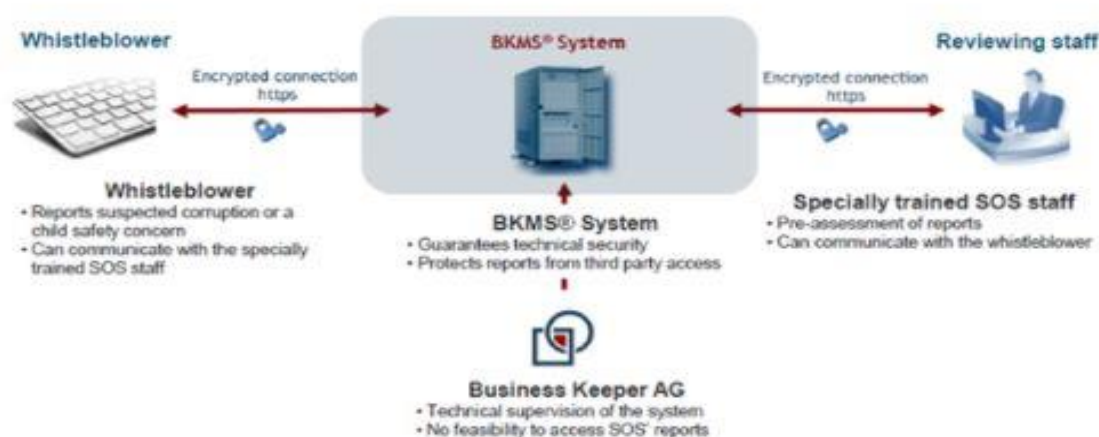 Whistleblower
Encrypted connection
https
BKMS® System
Encrypted connection
https
Reviewing staff
Whistleblower
• Reports suspected corruption or a
child safety concern
• Can communicate with the specially
trained SOS staff
BKMS® System
• Guarantees technical security
• Protects reports from third party access
Specially trained SOS staff
• Pre-assessment of reports
• Can communicate with the whistleblower
Business Keeper AG
• Technical supervision of the system
• No feasibility to access SOS' reports